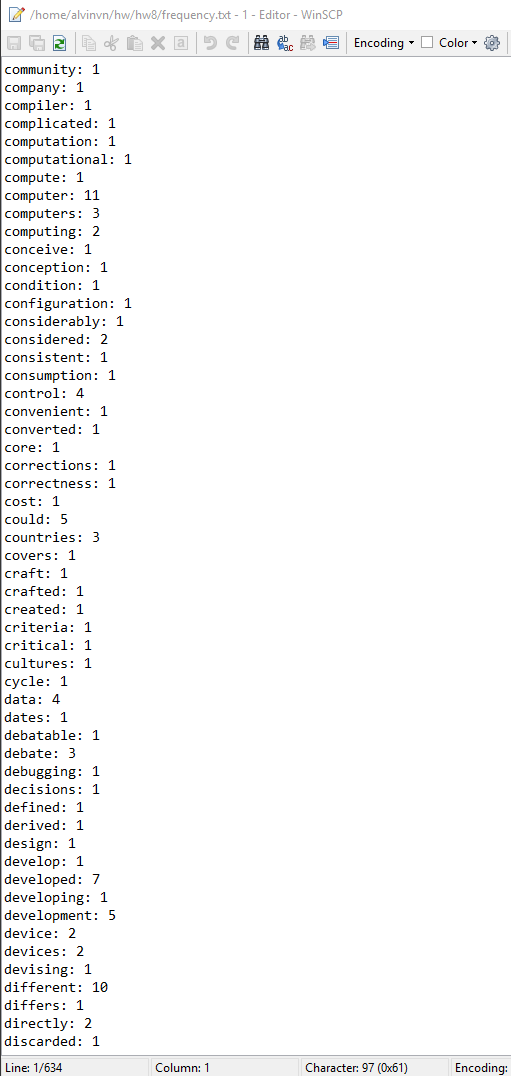 /home/alvinvn/hw/hw8/frequency.txt - 1 - Editor - WinSCP
Encoding Color
community: 1
company: 1
compiler: 1
complicated: 1
computation: 1
computational: 1
compute: 1
computer: 11
computers: 3
computing: 2
conceive: 1
conception: 1
condition: 1
configuration: 1
considerably: 1
considered: 2
consistent: 1
consumption: 1
control: 4
convenient: 1
converted: 1
core: 1
corrections: 1
correctness: 1
cost: 1
could: 5
countries: 3
covers: 1
craft: 1
crafted: 1
created: 1
criteria: 1
critical: 1
cultures: 1
cycle: 1
data: 4
dates: 1
debatable: 1
debate: 3
debugging: 1
decisions: 1
defined: 1
derived: 1
design: 1
develop: 1
developed: 7
developing: 1
development: 5
device: 2
devices: 2
devising: 1
different: 10
differs: 1
directly: 2
discarded: 1
Line: 1/634 Column: 1 Character: 97 (0x61) Encoding: